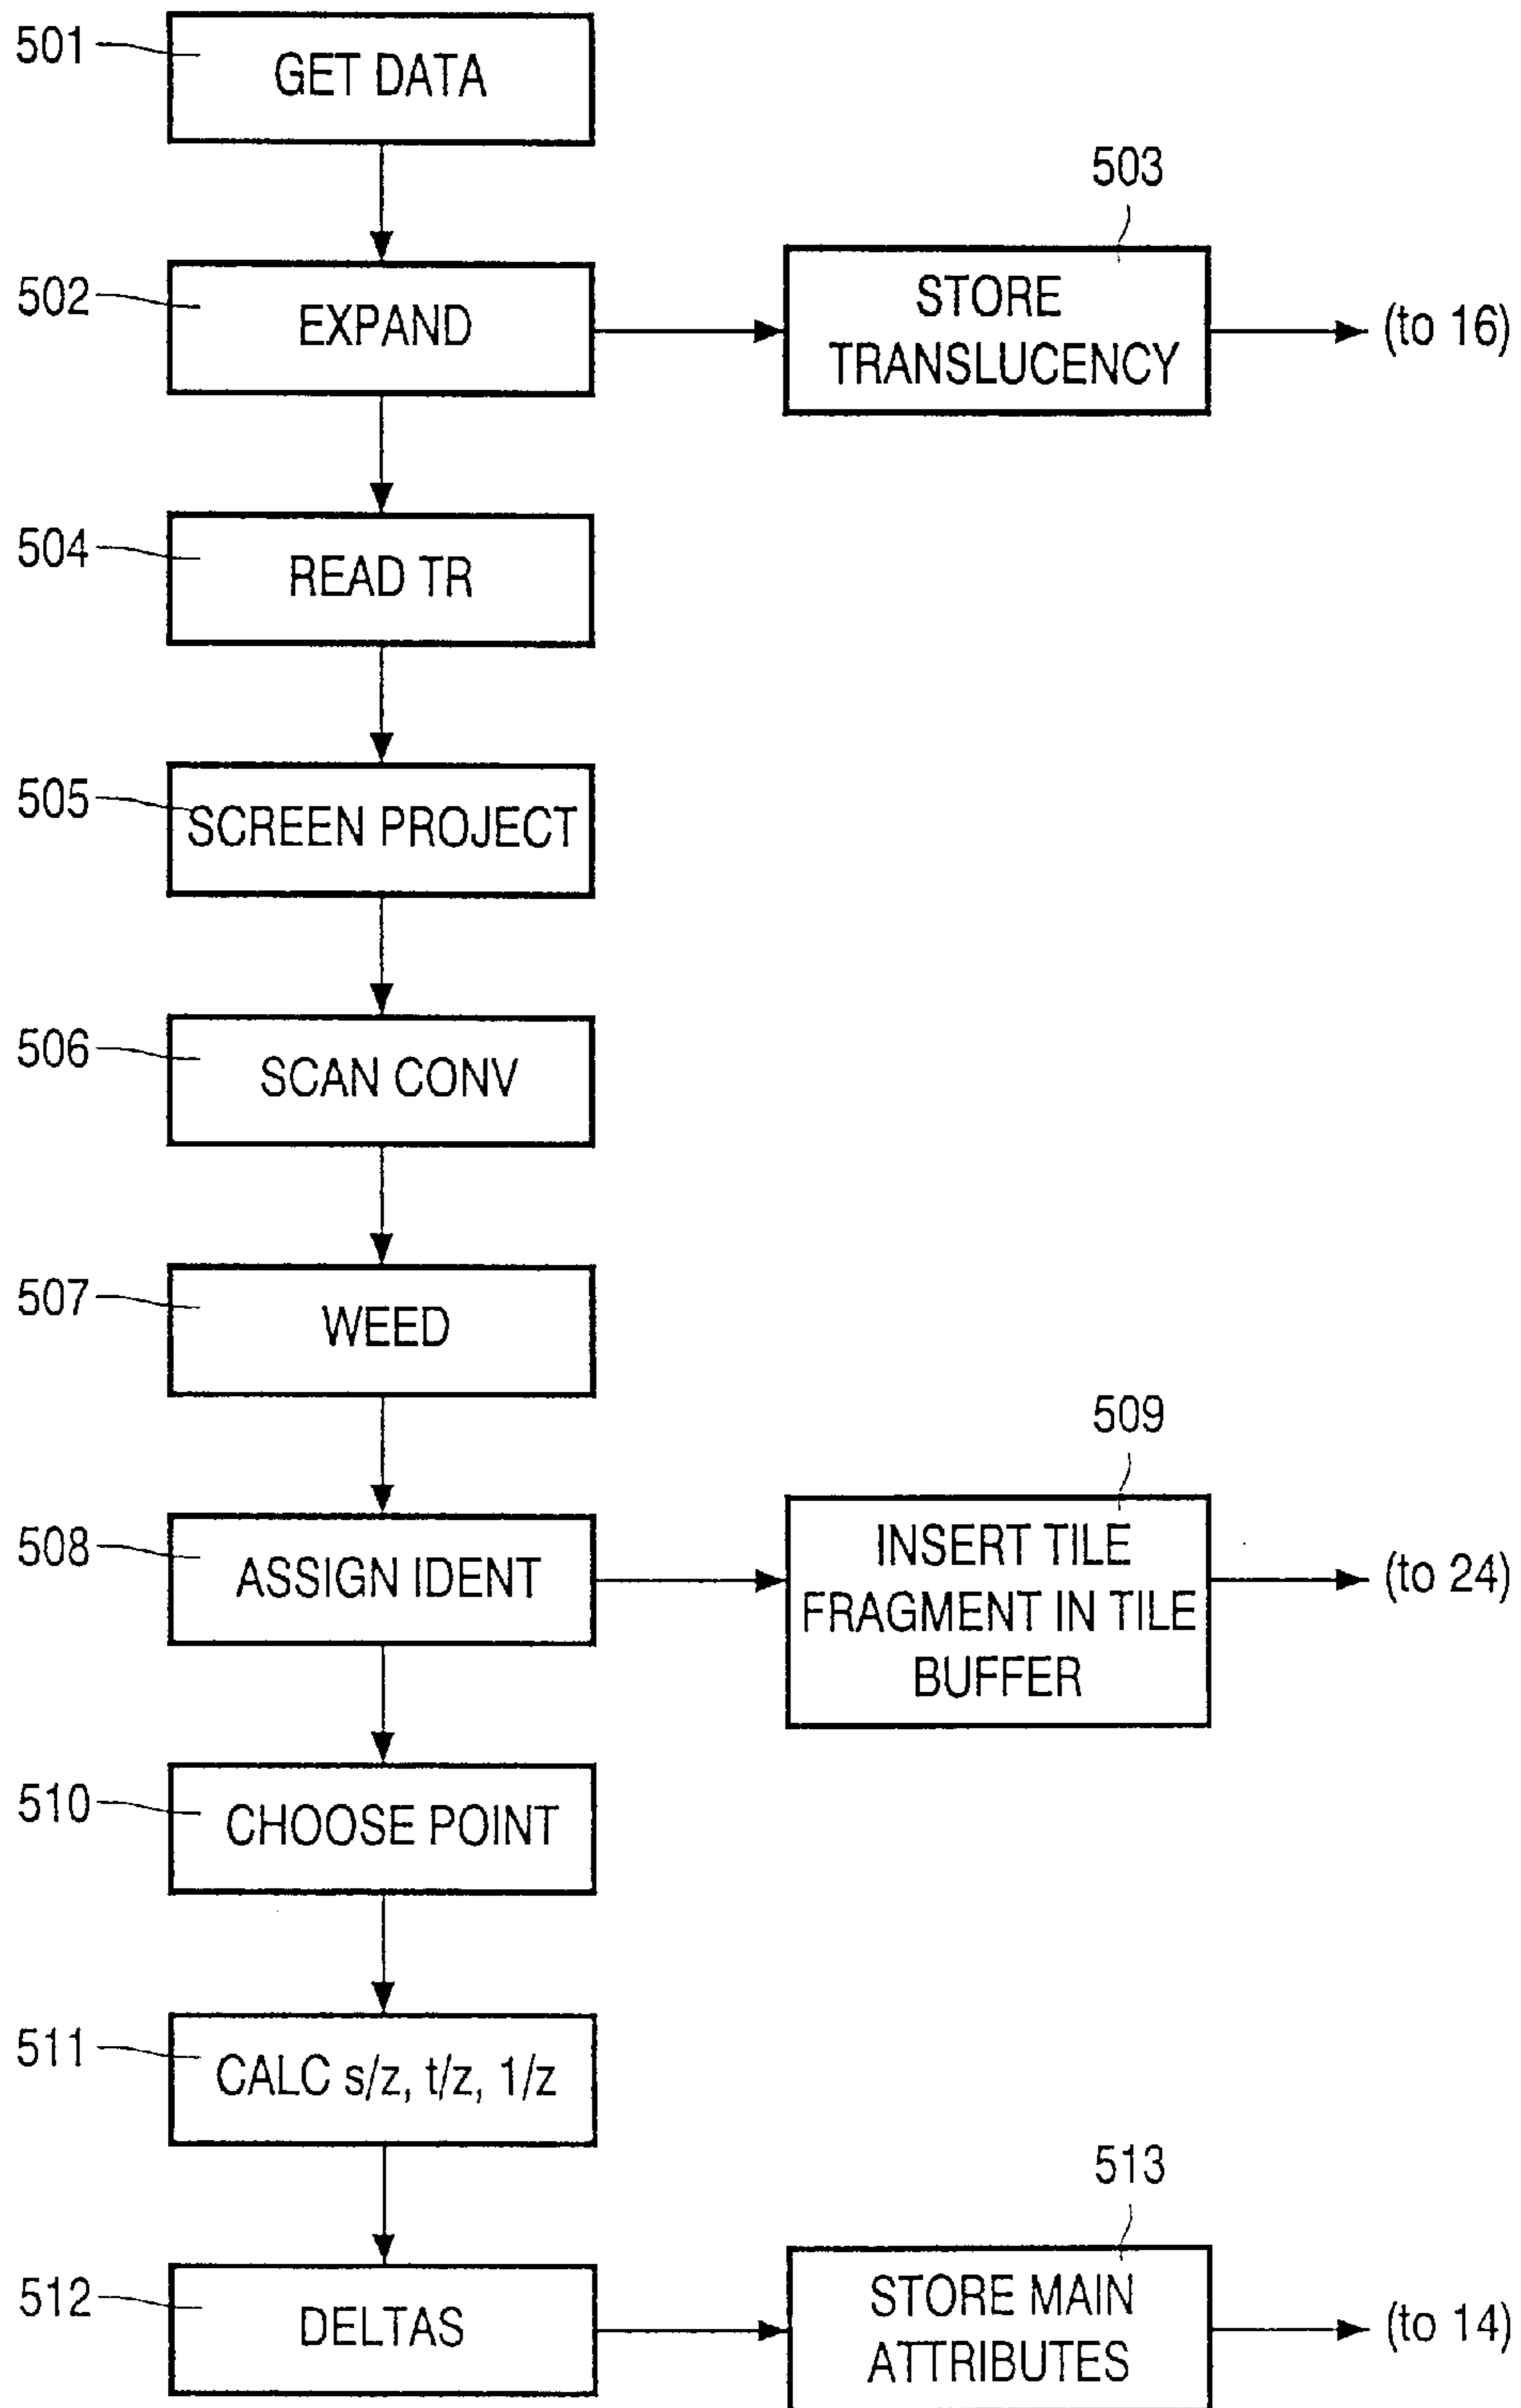 501
GET DATA
503
502
EXPAND
STORE
TRANSLUCENCY
(to 16)
504
READ TR
505
SCREEN PROJECT
506
SCAN CONV
507
WEED
509
508
ASSIGN IDENT
INSERT TILE
FRAGMENT IN TILE
BUFFER
(to 24)
510
CHOOSE POINT
511
CALC s/z, t/z, 1/z
513
512
DELTAS
STORE MAIN
ATTRIBUTES
(to 14)